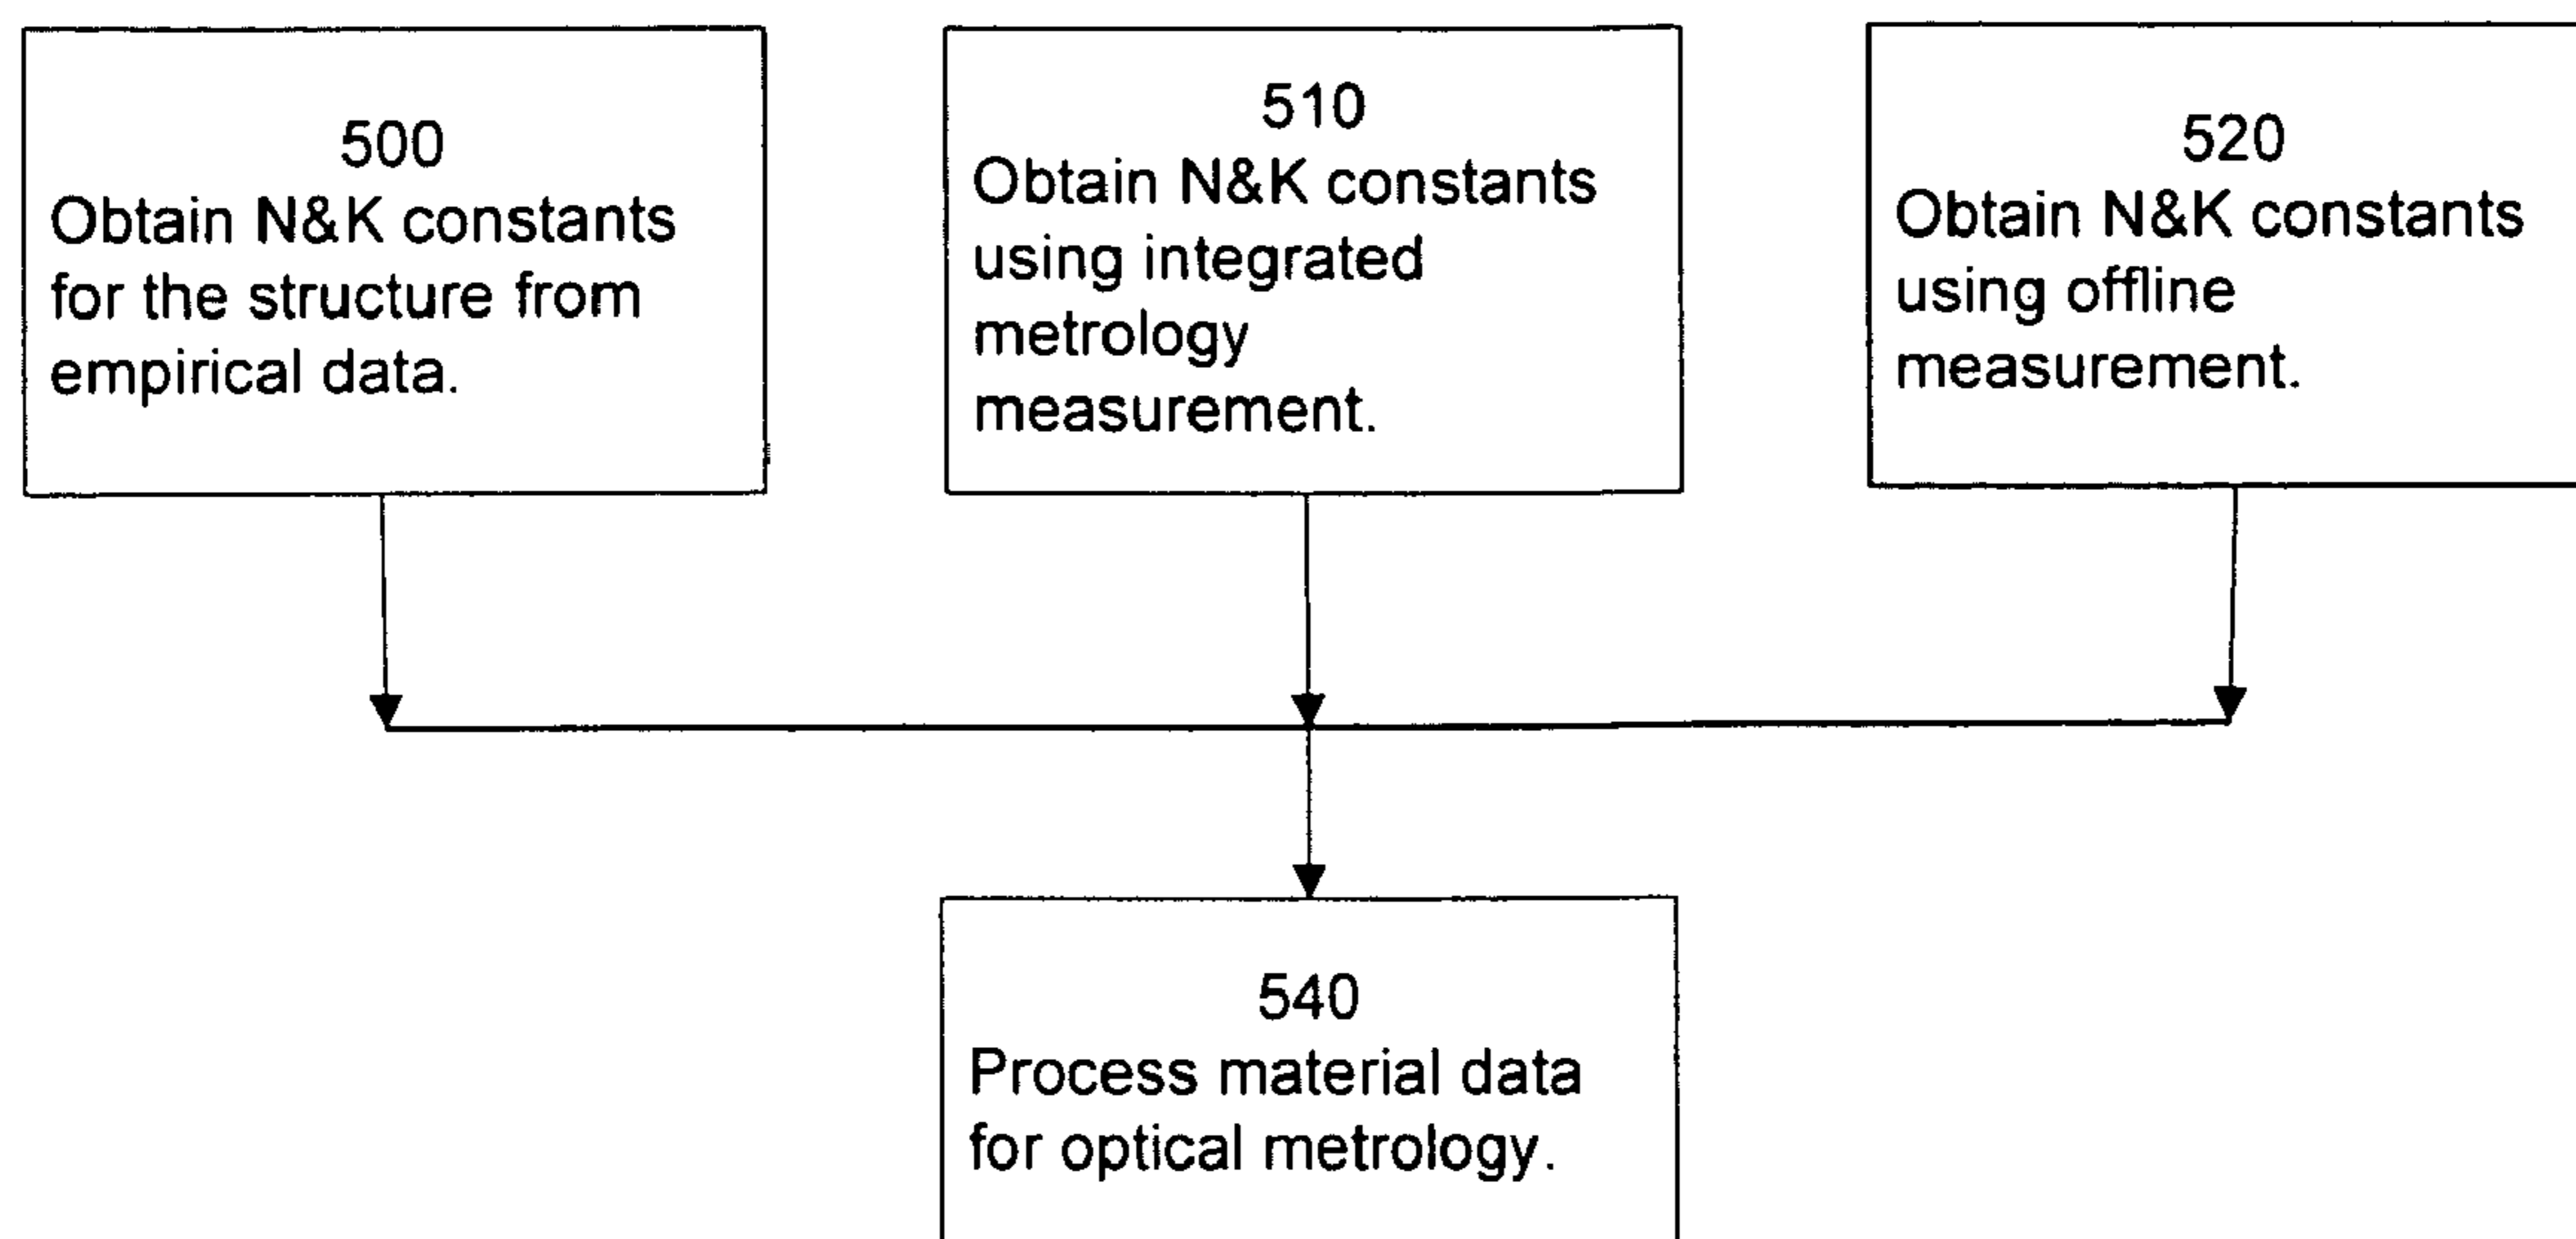 500
Obtain N&K constants
for the structure from
empirical data.
510
Obtain N&K constants
using integrated
metrology
measurement.
520
Obtain N&K constants
using offline
measurement.
540
Process material data
for optical metrology.